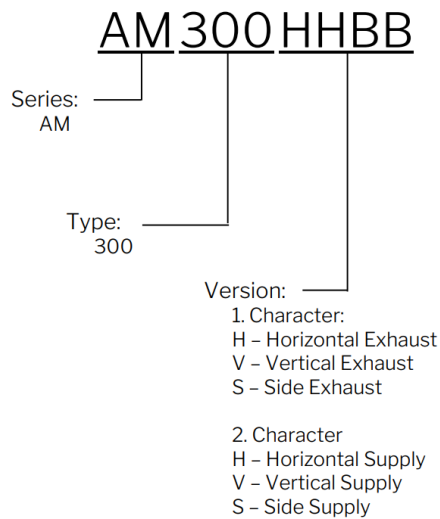 AM300HHBB
Series:
AM
Type:
300
Version:
1. Character:
H – Horizontal Exhaust
V – Vertical Exhaust
S – Side Exhaust
2. Character
H – Horizontal Supply
V – Vertical Supply
S – Side Supply